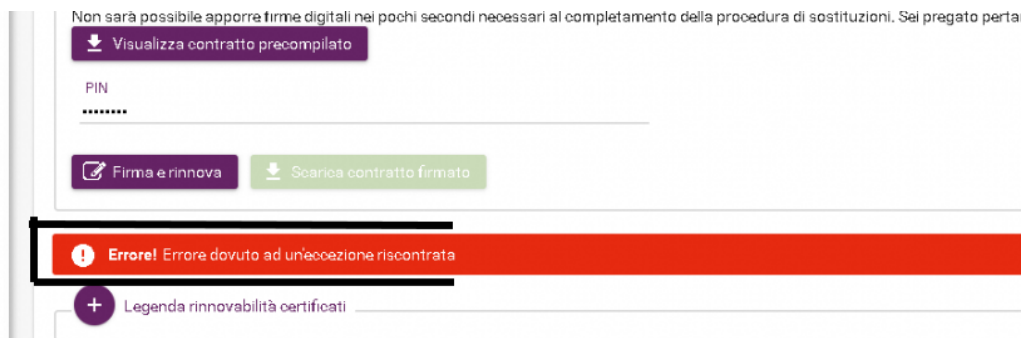 Non sarà possibile apporre firme digitali nei pochi secondi necessari al completamento della procedura di sostituzioni. Sei pregato
Visualizza contratto precompilato
PIN
••••••••
Firma e rinnova
Scarica contratto firmato
Errore! Errore dovuto ad un'eccezione riscontrata
Legenda rinnovabilità certificati